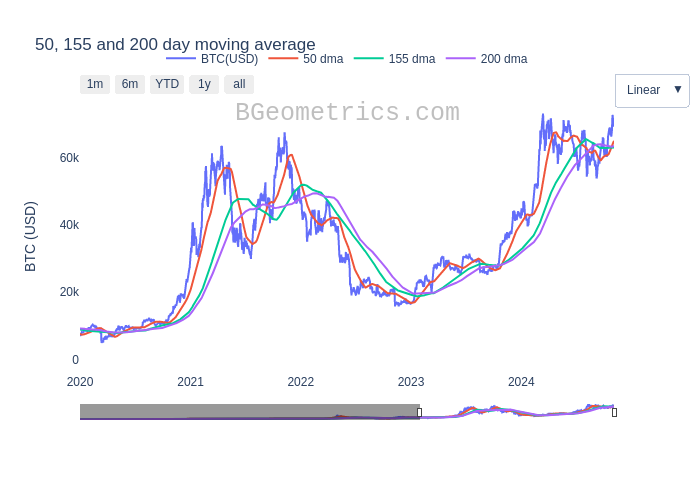 50, 155 and 200 day moving average
BTC(USD) 50 dma 155 dma 200 dma
1m 6m YTD 1y all
Linear ▼
BGeometrics.com
60k
40k
20k
0
BTC (USD)
2020 2021 2022 2023 2024